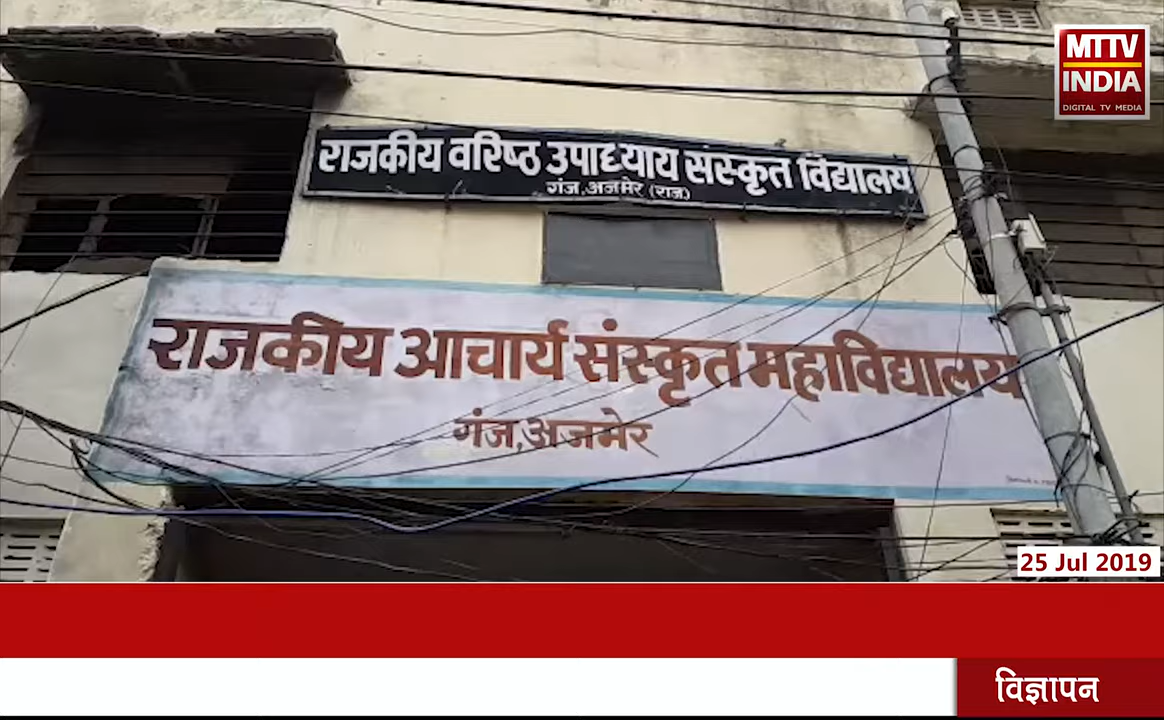 MTTV
INDIA
DIGITAL TV MEDIA
राजकीय वरिष्ठ उपाध्याय संस्कृत विद्यालय
गंज,अजमेर (राज)
राजकीय आचार्य संस्कृत महाविद्यालय
गंज,अजमेर
25 Jul 2019
विज्ञापन